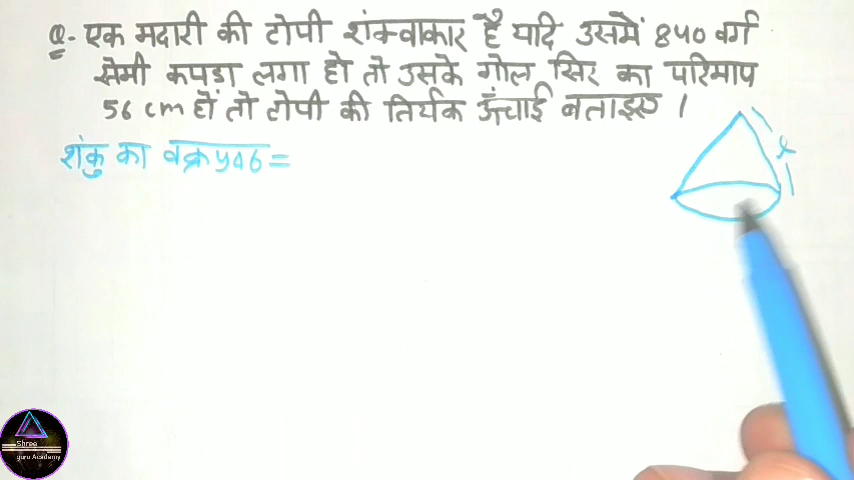 Q- एक मदारी की टोपी शंक्वाकार है यदि उसमें 840 वर्ग
सेमी कपडा लगा हो तो उसके गोल सिर का परिमाप
56 cm हों तो टोपी की तिर्यक ऊँचाई बताइए ।
शंकु का वक्रपृष्ठ =
l
Shree
guru Academy